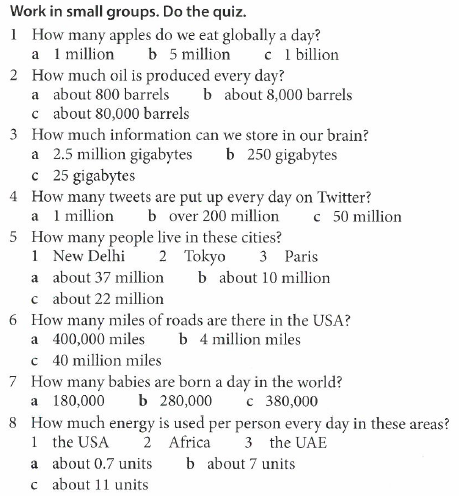 Work in small groups. Do the quiz.
1 How many apples do we eat globally a day?
a 1 million b 5 million c 1 billion
2 How much oil is produced every day?
a about 800 barrels b about 8,000 barrels
c about 80,000 barrels
3 How much information can we store in our brain?
a 2.5 million gigabytes b 250 gigabytes
c 25 gigabytes
4 How many tweets are put up every day on Twitter?
a 1 million b over 200 million c 50 million
5 How many people live in these cities?
1 New Delhi 2 Tokyo 3 Paris
a about 37 million b about 10 million
c about 22 million
6 How many miles of roads are there in the USA?
a 400,000 miles b 4 million miles
c 40 million miles
7 How many babies are born a day in the world?
a 180,000 b 280,000 c 380,000
8 How much energy is used per person every day in these areas?
1 the USA 2 Africa 3 the UAE
a about 0.7 units b about 7 units
c about 11 units